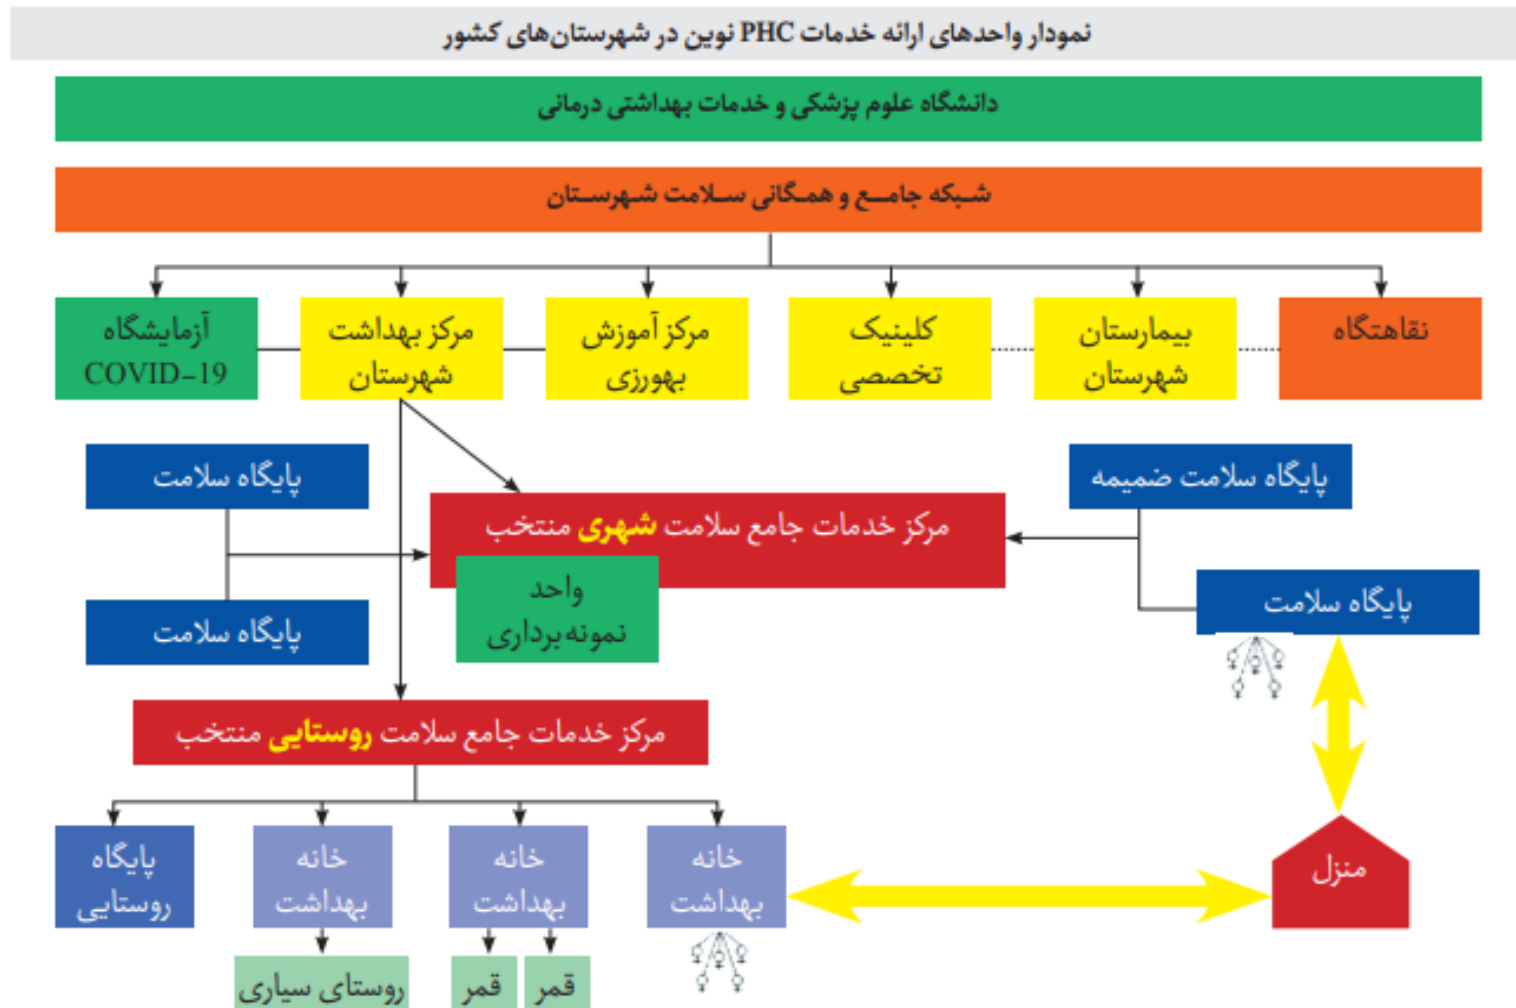 نمودار واحدهای ارائه خدمات PHC نوین در شهرستان‌های کشور
دانشگاه علوم پزشکی و خدمات بهداشتی درمانی
شبکه جامع و همگانی سلامت شهرستان
نقاهتگاه
بیمارستان
شهرستان
کلینیک
تخصصی
مرکز آموزش
بهورزی
مرکز بهداشت
شهرستان
آزمایشگاه
COVID-19
پایگاه سلامت ضمیمه
پایگاه سلامت
مرکز خدمات جامع سلامت شهری منتخب
واحد
نمونه‌برداری
پایگاه سلامت
پایگاه سلامت
مرکز خدمات جامع سلامت روستایی منتخب
منزل
خانه
بهداشت
خانه
بهداشت
خانه
بهداشت
پایگاه
روستایی
قمر
قمر
روستای سیاری